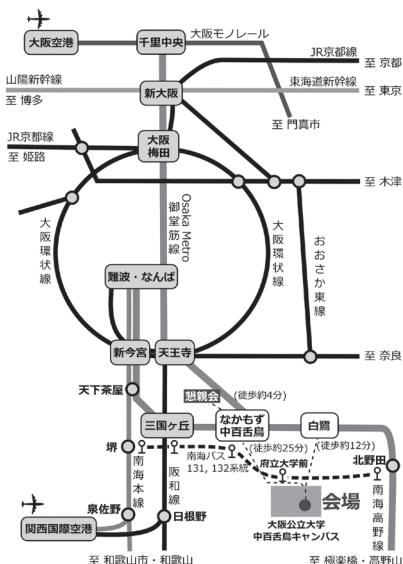 大阪空港
千里中央
大阪モノレール
JR京都線
至 京都
山陽新幹線
至 博多
新大阪
東海道新幹線
至 東京
至 門真市
JR京都線
至 姫路
大阪
梅田
至 木津
Osaka Metro
御堂筋線
大阪環状線
大阪環状線
おおさか東線
難波・なんば
新今宮
天王寺
至 奈良
天下茶屋
懇親会
(徒歩約4分)
三国ヶ丘
なかもず
中百舌鳥
白鷺
(徒歩約25分)
(徒歩約12分)
堺
南海バス
131, 132系統
府立大学前
北野田
南海本線
阪和線
会場
大阪公立大学
中百舌鳥キャンパス
南海高野線
泉佐野
日根野
関西国際空港
至 和歌山市・和歌山
至 極楽橋・高野山